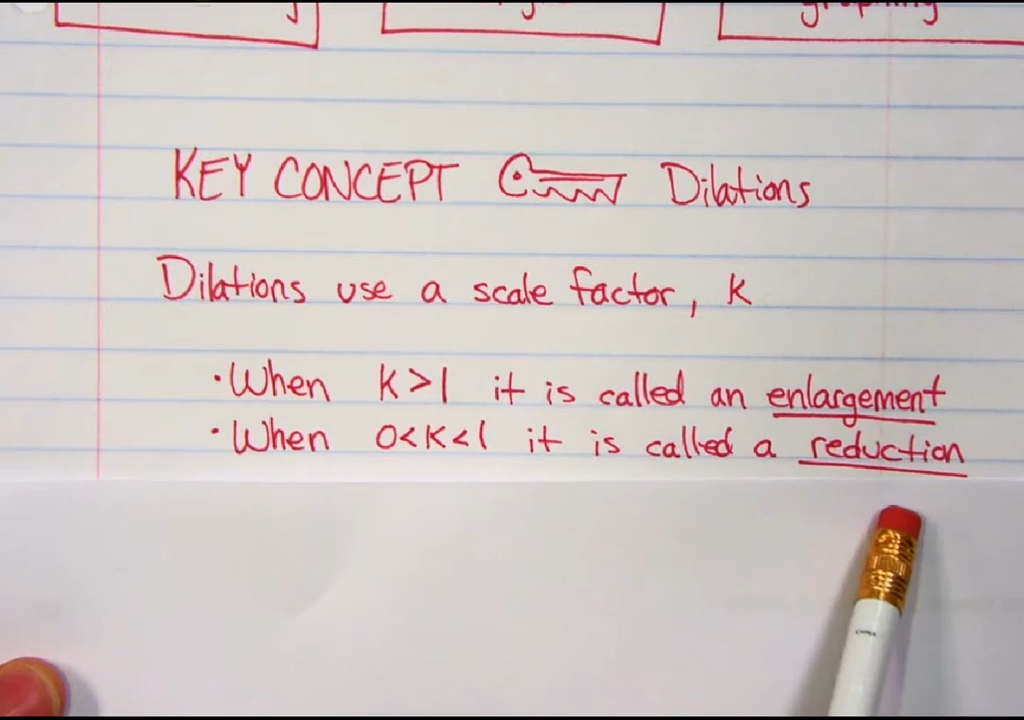 KEY CONCEPT Dilations
Dilations use a scale factor, k
• When k>1 it is called an enlargement
• When 0<k<1 it is called a reduction